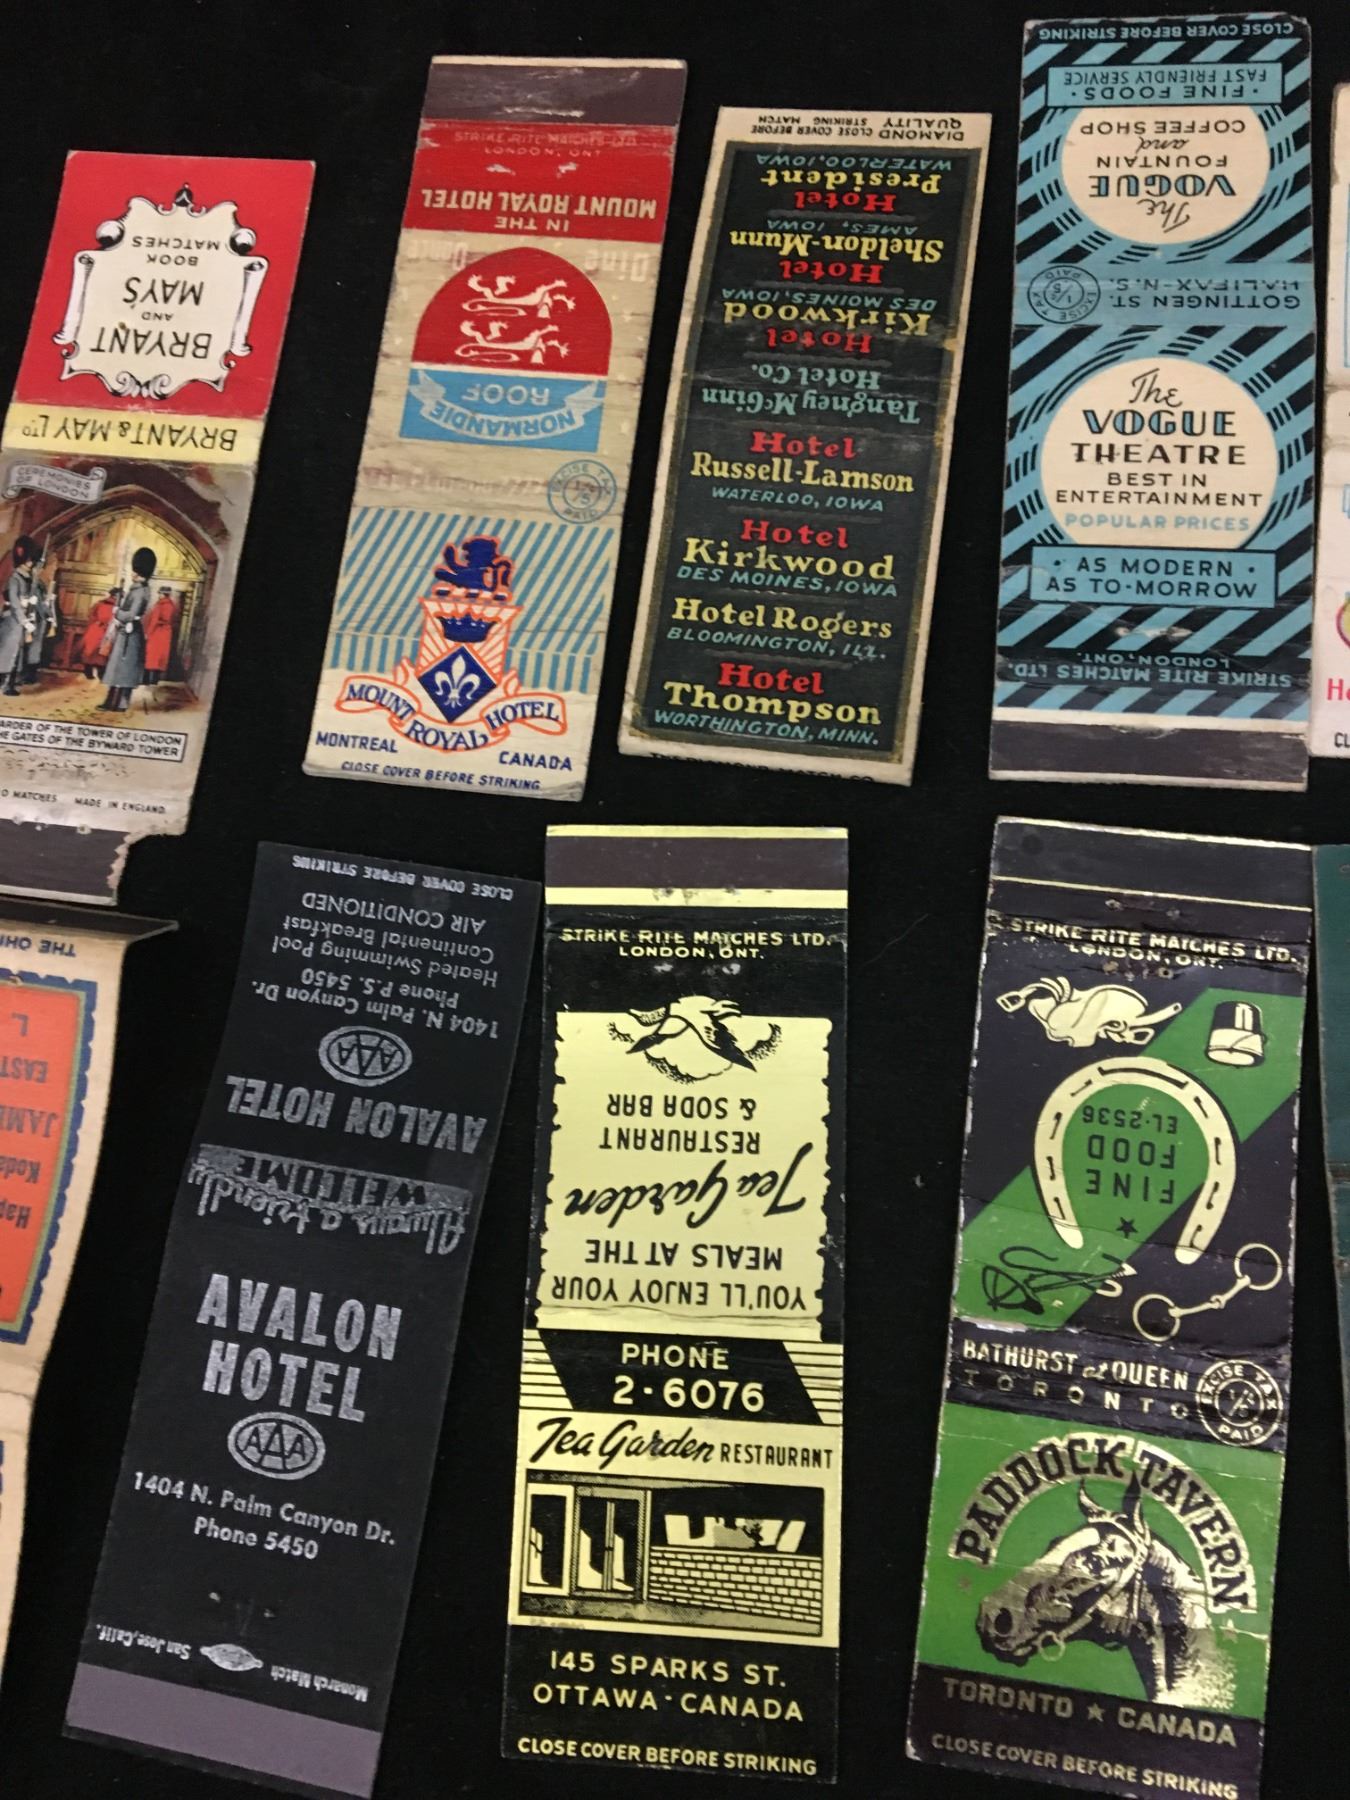 BRYANT
AND
MAY'S
BOOK
MATCHES
BRYANT & MAY LTD
CEREMONIES
OF LONDON
ARDER OF THE TOWER OF LONDON
HE GATES OF THE BYWARD TOWER
O MATCHES MADE IN ENGLAND.
STRIKE RITE MATCHES LTD.
LONDON, ONT
Dine Dance
IN THE
MOUNT ROYAL HOTEL
NORMANDIE
ROOF
EXCISE TAX
PAID
MOUNT ROYAL HOTEL
MONTREAL CANADA
CLOSE COVER BEFORE STRIKING
DIAMOND QUALITY
CLOSE COVER BEFORE STRIKING MATCH
Hotel
President
WATERLOO, IOWA
Hotel
Sheldon-Munn
AMES, IOWA
Hotel
Kirkwood
DES MOINES, IOWA
Tangney McGinn
Hotel Co.
Hotel
Russell-Lamson
WATERLOO, IOWA
Hotel
Kirkwood
DES MOINES, IOWA
Hotel Rogers
BLOOMINGTON, ILL.
Hotel
Thompson
WORTHINGTON, MINN.
CLOSE COVER BEFORE STRIKING
• FINE FOODS •
FAST FRIENDLY SERVICE
The
VOGUE
FOUNTAIN
and
COFFEE SHOP
GOTTINGEN ST.
HALIFAX-N.S.
EXCISE TAX
1/5
PAID
The
VOGUE
THEATRE
BEST IN
ENTERTAINMENT
POPULAR PRICES
• AS MODERN •
AS TO-MORROW
STRIKE RITE MATCHES LTD.
LONDON, ONT.
THE OHI
L.
EAST
JAM
Koda
Hap
CLOSE COVER BEFORE STRIKING
AVALON HOTEL
AAA
1404 N. Palm Canyon Dr.
Phone P.S. 5450
Heated Swimming Pool
Continental Breakfast
AIR CONDITIONED
Always a friendly
WELCOME
AVALON
HOTEL
AAA
1404 N. Palm Canyon Dr.
Phone 5450
Monarch Match San Jose, Calif.
STRIKE RITE MATCHES LTD.
LONDON, ONT.
YOU'LL ENJOY YOUR
MEALS AT THE
Tea Garden
RESTAURANT
& SODA BAR
PHONE
2-6076
Tea Garden RESTAURANT
145 SPARKS ST.
OTTAWA - CANADA
CLOSE COVER BEFORE STRIKING
STRIKE RITE MATCHES LTD.
LONDON, ONT.
FINE
FOOD
EL-2536
BATHURST at QUEEN
TORONTO
EXCISE TAX
1/5
PAID
PADDOCK TAVERN
TORONTO ★ CANADA
CLOSE COVER BEFORE STRIKING